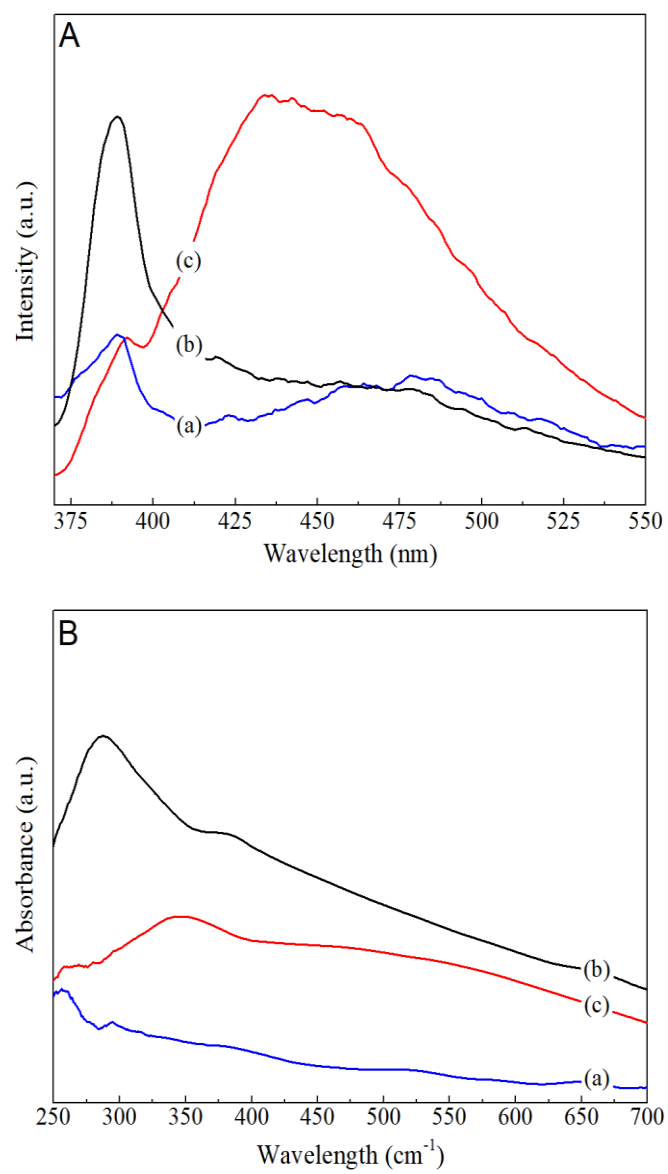 A
Intensity (a.u.)
(c)
(b)
(a)
375 400 425 450 475 500 525 550
Wavelength (nm)
B
Absorbance (a.u.)
(b)
(c)
(a)
250 300 350 400 450 500 550 600 650 700
Wavelength (cm⁻¹)